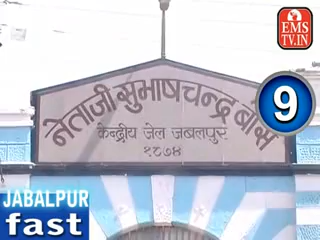 EMS
TV.IN
नेताजी सुभाषचन्द्र बोस
केन्द्रीय जेल जबलपुर
१८७४
9
JABALPUR
fast